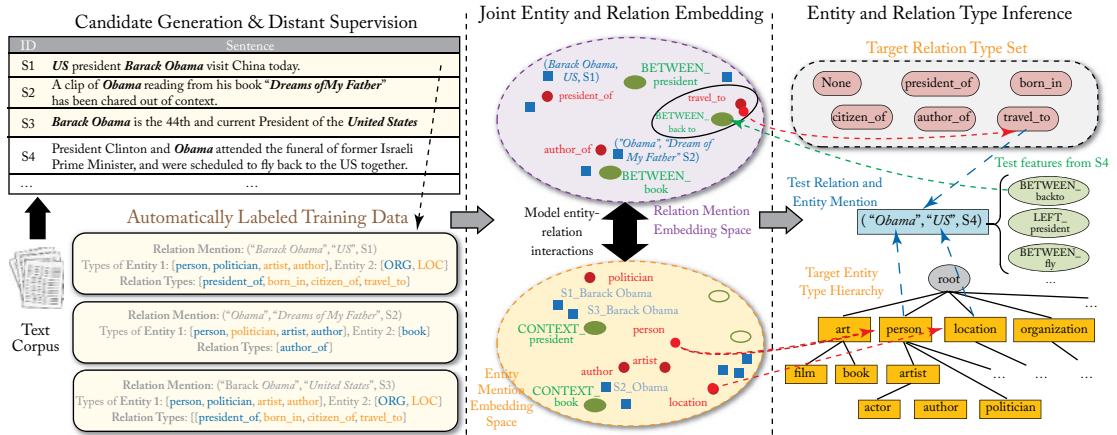 Candidate Generation & Distant Supervision
ID Sentence
S1 US president Barack Obama visit China today.
S2 A clip of Obama reading from his book “Dreams of My Father”
has been chared out of context.
S3 Barack Obama is the 44th and current President of the United States
S4 President Clinton and Obama attended the funeral of former Israeli
Prime Minister, and were scheduled to fly back to the US together.
... ...
Automatically Labeled Training Data
Text
Corpus
Relation Mention: (“Barack Obama”, “US”, S1)
Types of Entity 1: {person, politician, artist, author}, Entity 2: {ORG, LOC}
Relation Types: {president_of, born_in, citizen_of, travel_to}
Relation Mention: (“Obama”, “Dreams of My Father”, S2)
Types of Entity 1: {person, politician, artist, author}, Entity 2: {book}
Relation Types: {author_of}
Relation Mention: (“Barack Obama”, “United States”, S3)
Types of Entity 1: {person, politician, artist, author}, Entity 2: {ORG, LOC}
Relation Types: {{president_of, born_in, citizen_of, travel_to}
Joint Entity and Relation Embedding
(Barack Obama,
US, S1)
BETWEEN_
president
president_of
travel_to
BETWEEN_
back to
author_of
("Obama", "Dream of
My Father" S2)
BETWEEN_
book
Model entity-
relation
interactions
Relation Mention
Embedding Space
politician
S1_Barack Obama
S3_Barack Obama
CONTEXT_
president
person
artist
author
CONTEXT_
book
S2_Obama
location
Entity
Mention
Embedding
Space
Entity and Relation Type Inference
Target Relation Type Set
None president_of born_in
citizen_of author_of travel_to
Test features from S4
Test Relation and
Entity Mention
(“Obama”, “US”, S4)
BETWEEN_
backto
LEFT_
president
BETWEEN_
fly
...
Target Entity
Type Hierarchy
root
art person location organization
...
film book artist ... ... ...
actor author politician